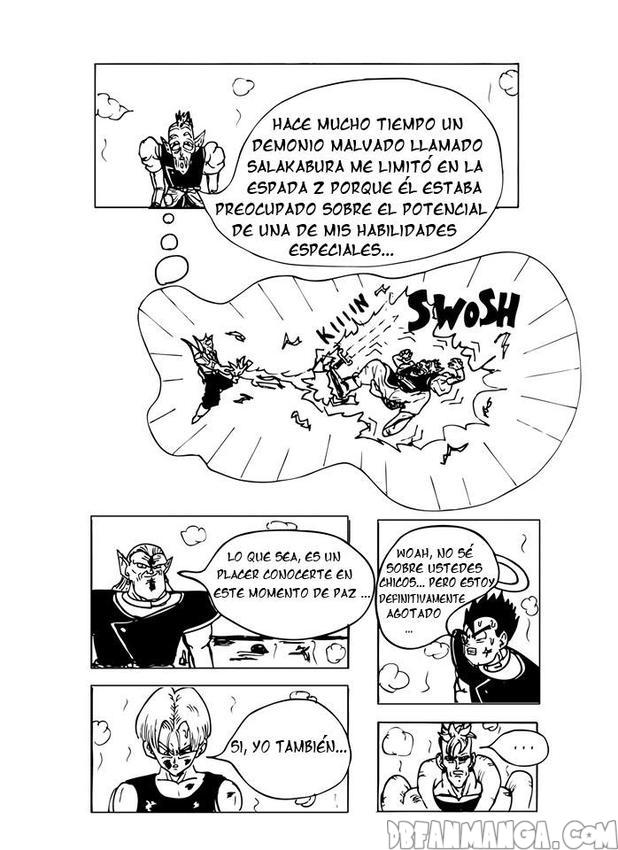 HACE MUCHO TIEMPO UN
DEMONIO MALVADO LLAMADO
SALAKABURA ME LIMITÓ EN LA
ESPADA Z PORQUE ÉL ESTABA
PREOCUPADO SOBRE EL POTENCIAL
DE UNA DE MIS HABILIDADES
ESPECIALES...
KIIIIN
SWOSH
LO QUE SEA, ES UN
PLACER CONOCERTE EN
ESTE MOMENTO DE PAZ ...
WOAH, NO SÉ
SOBRE USTEDES
CHICOS... PERO ESTOY
DEFINITIVAMENTE
AGOTADO
...
SI, YO TAMBIÉN...
...
DBFANMANGA.COM